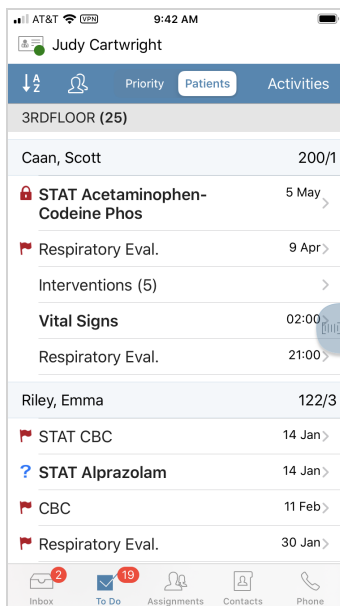 AT&T VPN 9:42 AM
Judy Cartwright
A Z Priority Patients Activities
3RDFLOOR (25)
Caan, Scott 200/1
STAT Acetaminophen- 5 May
Codeine Phos
Respiratory Eval. 9 Apr
Interventions (5)
Vital Signs 02:00
Respiratory Eval. 21:00
Riley, Emma 122/3
STAT CBC 14 Jan
? STAT Alprazolam 14 Jan
CBC 11 Feb
Respiratory Eval. 30 Jan
2 19
Inbox To Do Assignments Contacts Phone